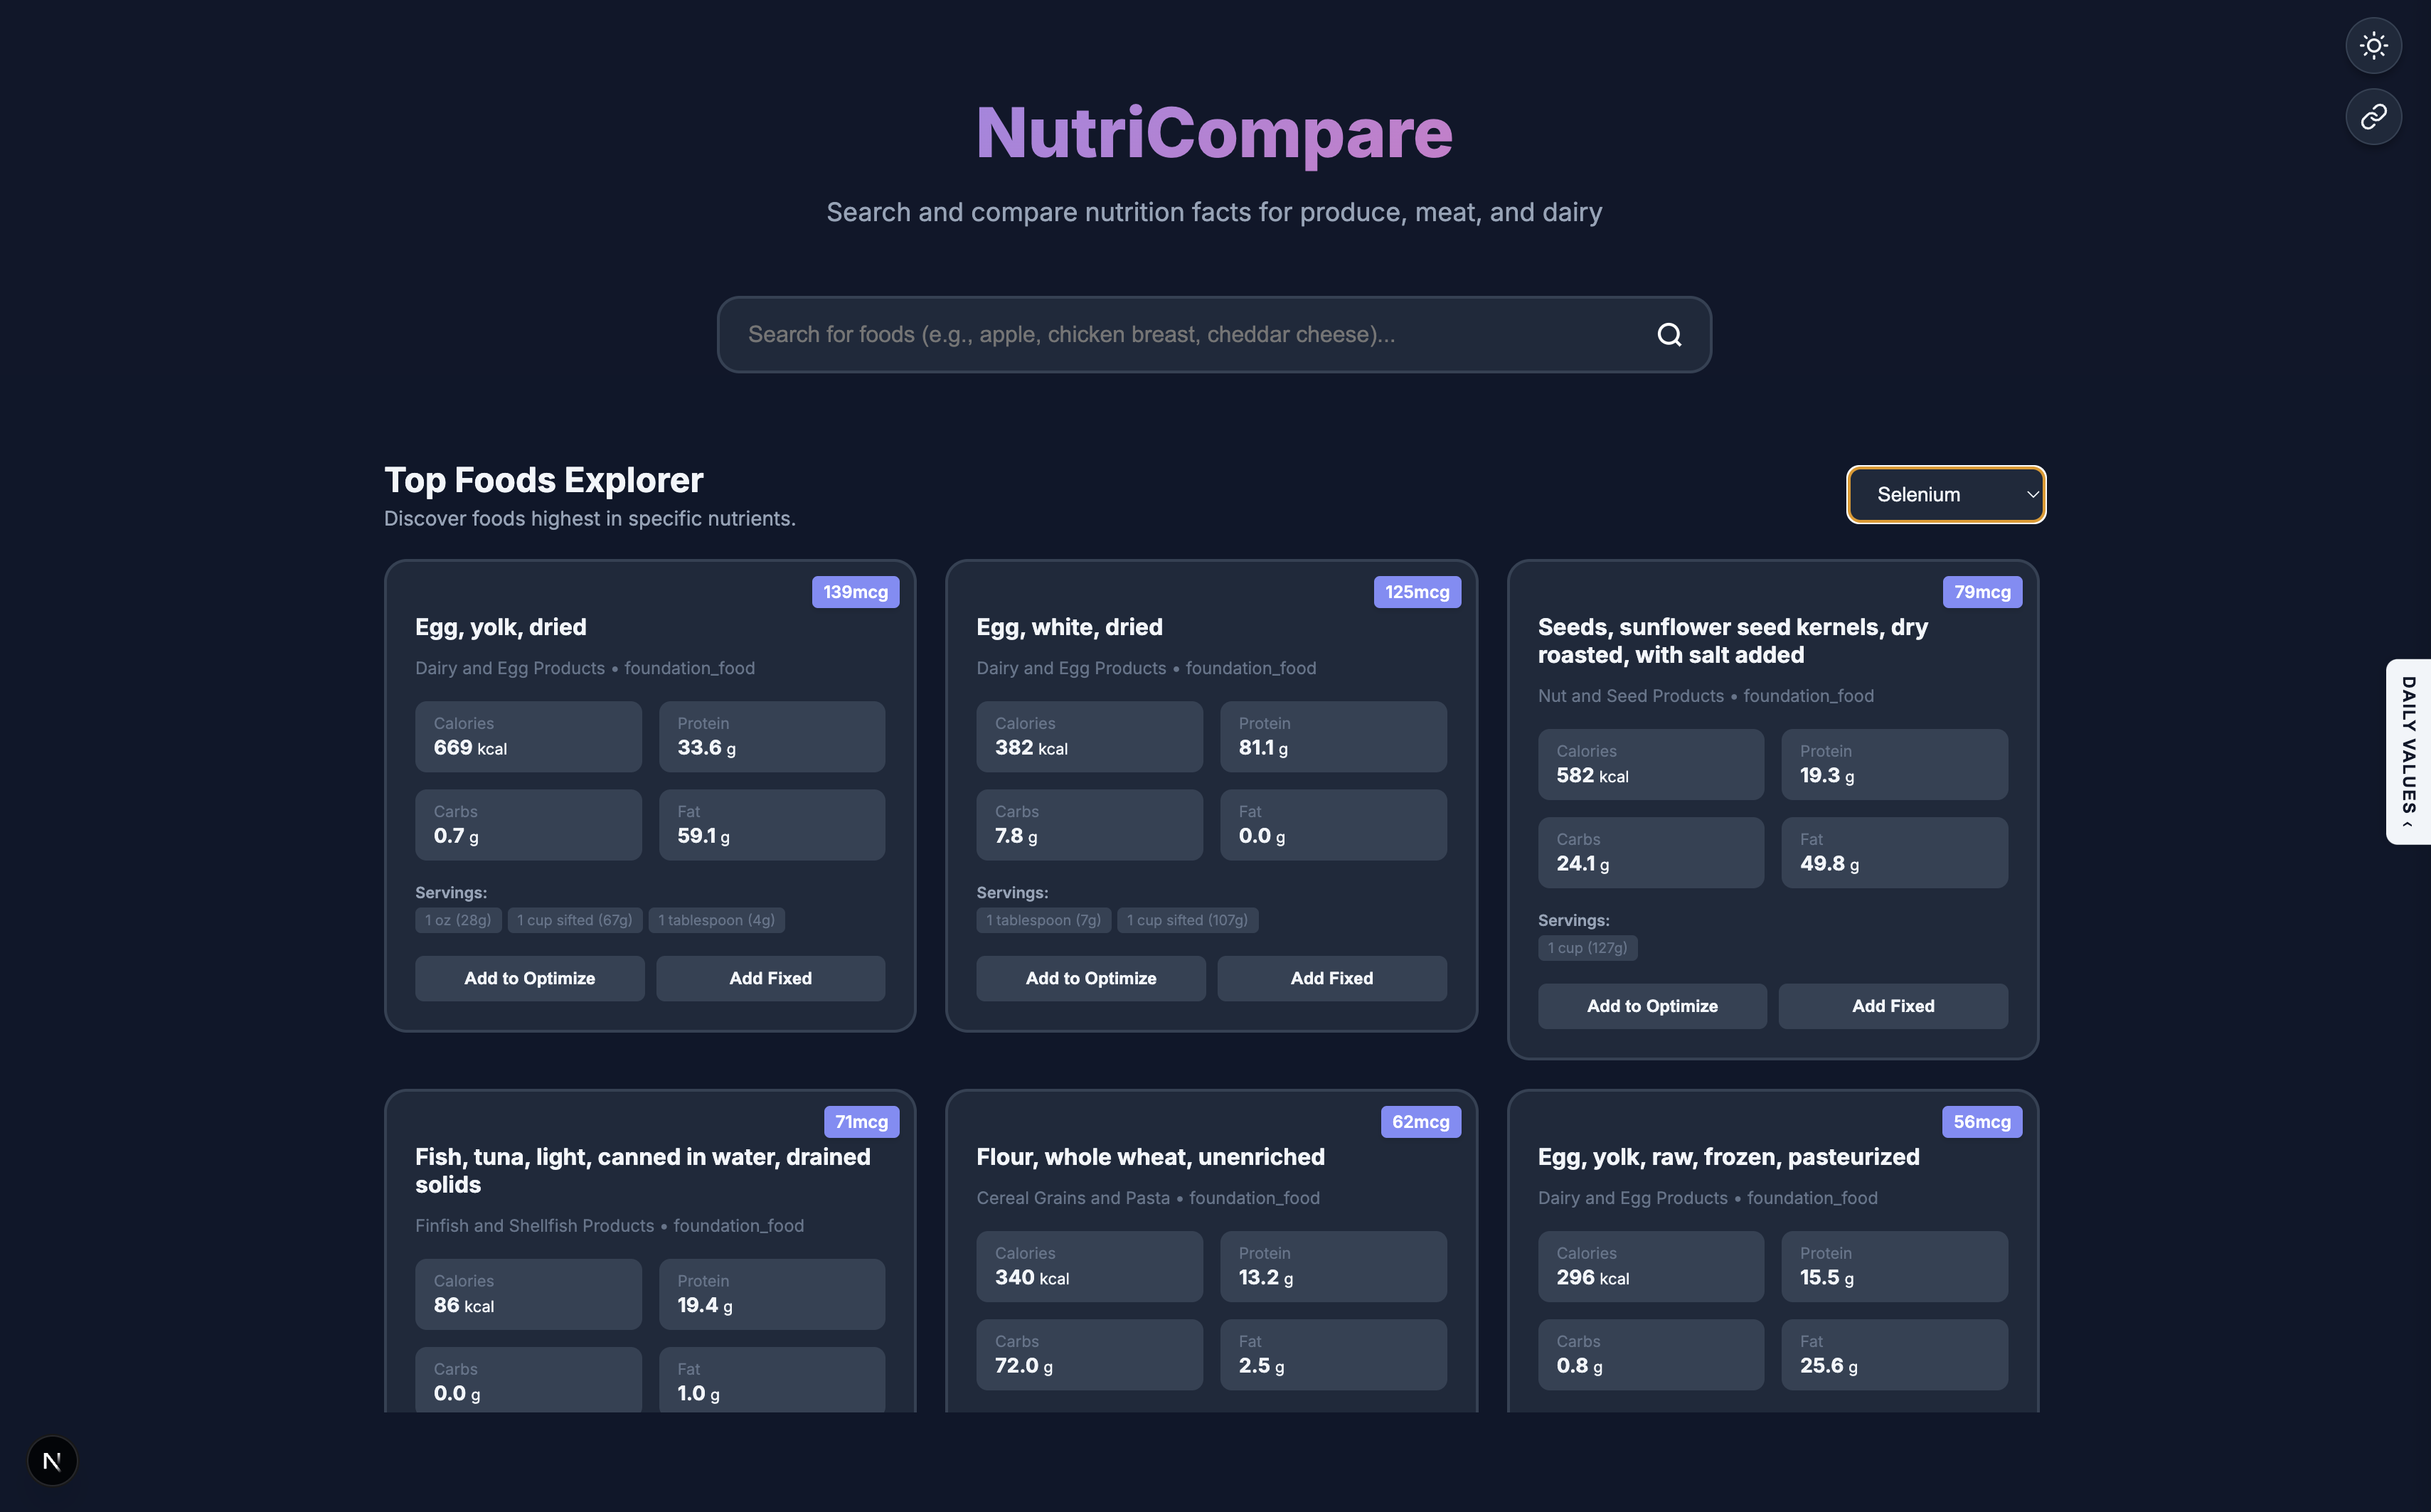 NutriCompare
Search and compare nutrition facts for produce, meat, and dairy
Search for foods (e.g., apple, chicken breast, cheddar cheese)...
Top Foods Explorer
Discover foods highest in specific nutrients.
Selenium
139mcg
Egg, yolk, dried
Dairy and Egg Products • foundation_food
Calories
669 kcal
Protein
33.6 g
Carbs
0.7 g
Fat
59.1 g
Servings:
1 oz (28g)
1 cup sifted (67g)
1 tablespoon (4g)
Add to Optimize
Add Fixed
125mcg
Egg, white, dried
Dairy and Egg Products • foundation_food
Calories
382 kcal
Protein
81.1 g
Carbs
7.8 g
Fat
0.0 g
Servings:
1 tablespoon (7g)
1 cup sifted (107g)
Add to Optimize
Add Fixed
79mcg
Seeds, sunflower seed kernels, dry
roasted, with salt added
Nut and Seed Products • foundation_food
Calories
582 kcal
Protein
19.3 g
Carbs
24.1 g
Fat
49.8 g
Servings:
1 cup (127g)
Add to Optimize
Add Fixed
71mcg
Fish, tuna, light, canned in water, drained
solids
Finfish and Shellfish Products • foundation_food
Calories
86 kcal
Protein
19.4 g
Carbs
0.0 g
Fat
1.0 g
62mcg
Flour, whole wheat, unenriched
Cereal Grains and Pasta • foundation_food
Calories
340 kcal
Protein
13.2 g
Carbs
72.0 g
Fat
2.5 g
56mcg
Egg, yolk, raw, frozen, pasteurized
Dairy and Egg Products • foundation_food
Calories
296 kcal
Protein
15.5 g
Carbs
0.8 g
Fat
25.6 g
DAILY VALUES ‹
N